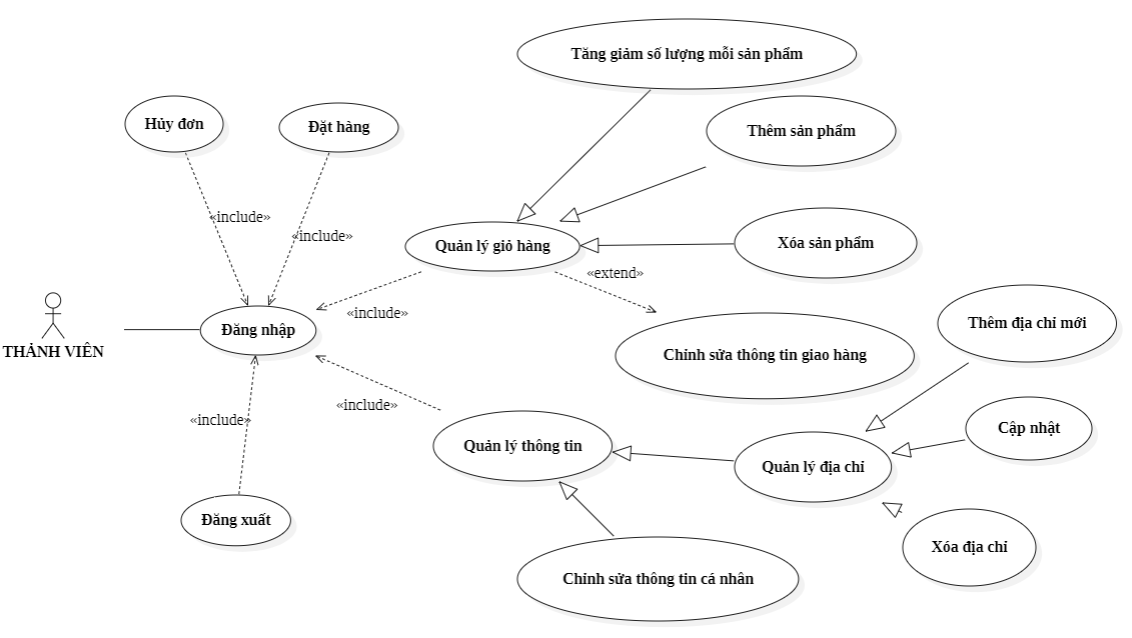 Tăng giảm số lượng mỗi sản phẩm
Hủy đơn
Đặt hàng
Thêm sản phẩm
«include»
«include»
Quản lý giỏ hàng
Xóa sản phẩm
«extend»
«include»
Đăng nhập
THÀNH VIÊN
Thêm địa chỉ mới
Chỉnh sửa thông tin giao hàng
«include»
«include»
Cập nhật
Quản lý thông tin
Quản lý địa chỉ
Đăng xuất
Xóa địa chỉ
Chỉnh sửa thông tin cá nhân